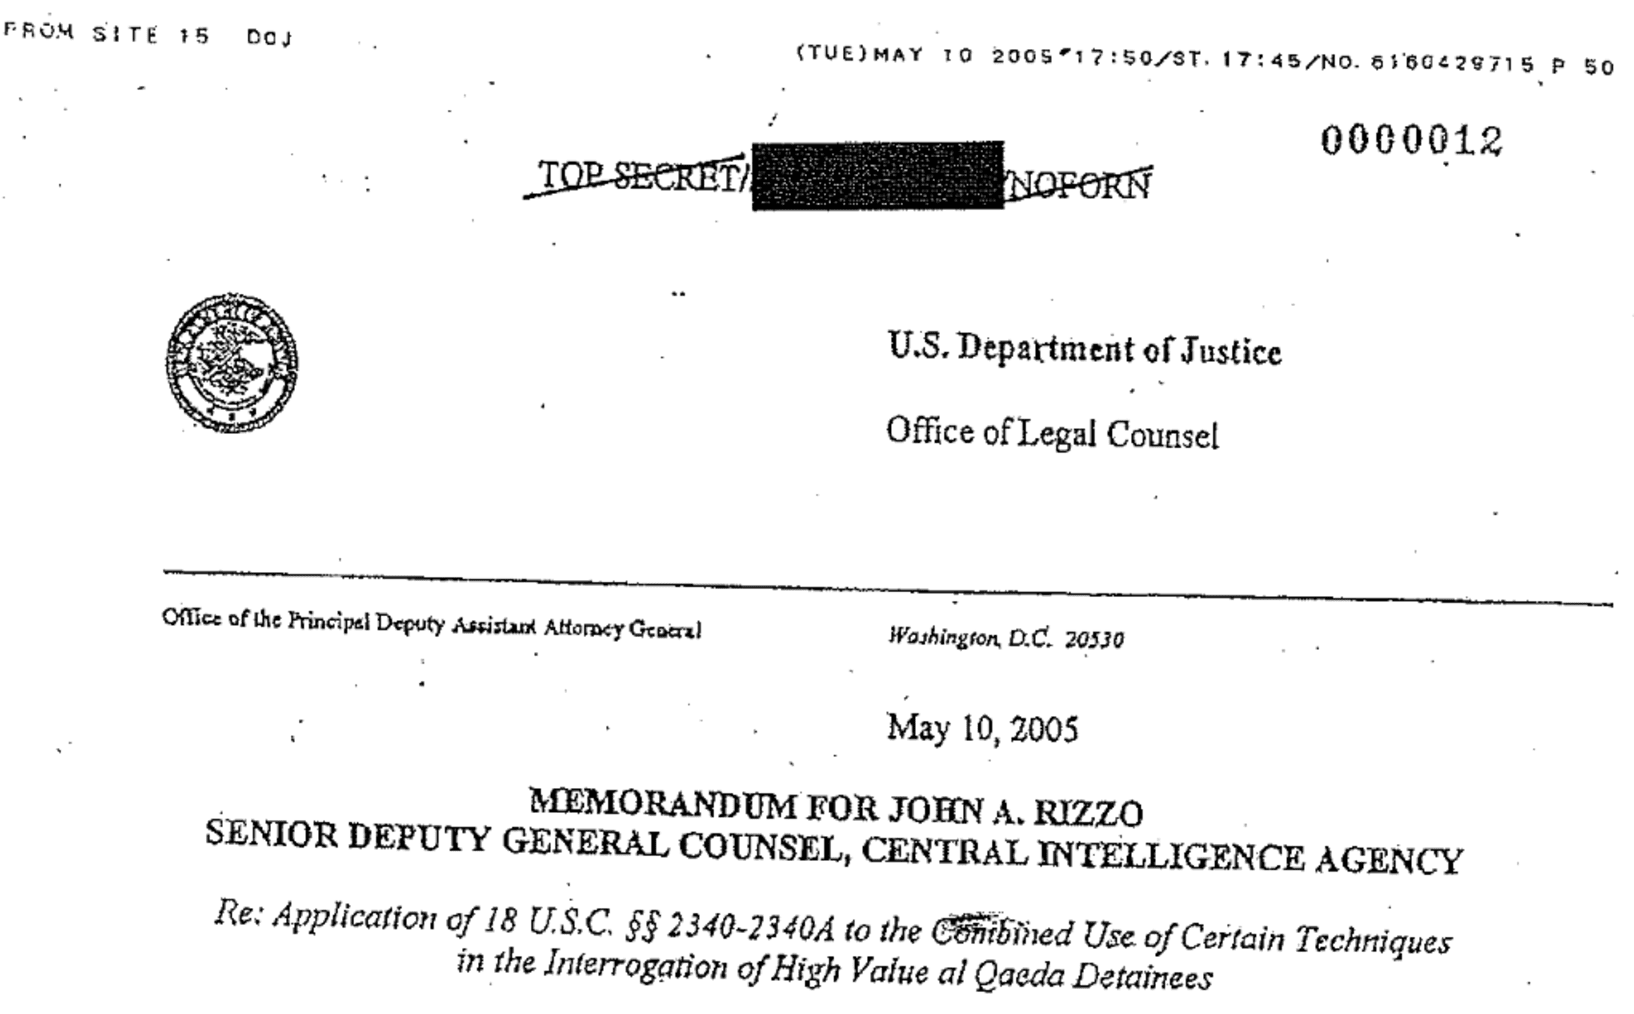 FROM SITE 15 DOJ
(TUE)MAY 10 2005 17:50/ST. 17:45/NO. 6160429715 P 50
0000012
TOP SECRET/ NOFORN
U.S. Department of Justice
Office of Legal Counsel
Office of the Principal Deputy Assistant Attorney General
Washington, D.C. 20530
May 10, 2005
MEMORANDUM FOR JOHN A. RIZZO
SENIOR DEPUTY GENERAL COUNSEL, CENTRAL INTELLIGENCE AGENCY
Re: Application of 18 U.S.C. §§ 2340-2340A to the Combined Use of Certain Techniques
in the Interrogation of High Value al Qaeda Detainees